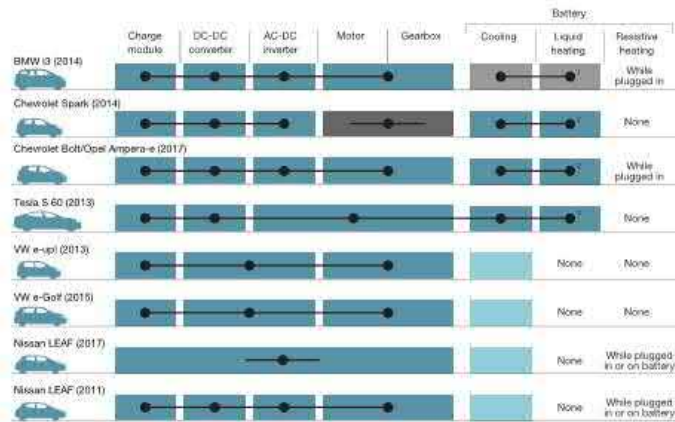 Battery
Charge module
DC-DC converter
AC-DC inverter
Motor
Gearbox
Cooling
Liquid heating
Resistive heating
BMW i3 (2014)
While plugged in
Chevrolet Spark (2014)
None
Chevrolet Bolt/Opel Ampera-e (2017)
While plugged in
Tesla S 60 (2013)
None
VW e-up! (2013)
None
None
VW e-Golf (2015)
None
None
Nissan LEAF (2017)
None
While plugged in or on battery
Nissan LEAF (2011)
None
While plugged in or on battery